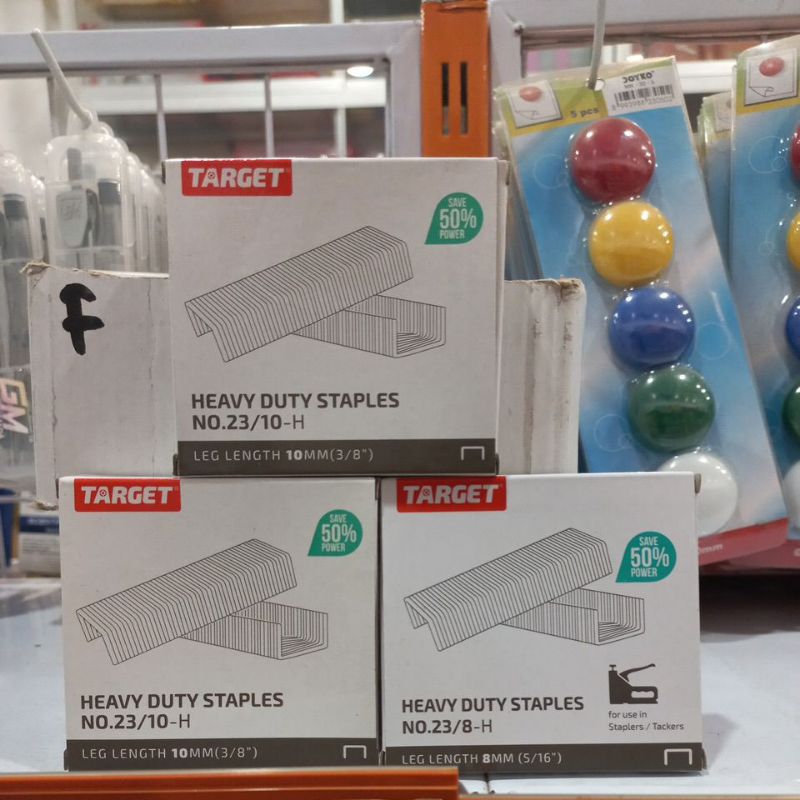 TARGET
SAVE
50%
POWER
HEAVY DUTY STAPLES
NO.23/10-H
LEG LENGTH 10MM(3/8")
TARGET
SAVE
50%
POWER
HEAVY DUTY STAPLES
NO.23/10-H
LEG LENGTH 10MM(3/8")
TARGET
SAVE
50%
POWER
HEAVY DUTY STAPLES
NO.23/8-H
for use in
Staplers / Tackers
LEG LENGTH 8MM (5/16")
JOYKO
5 pcs
GM